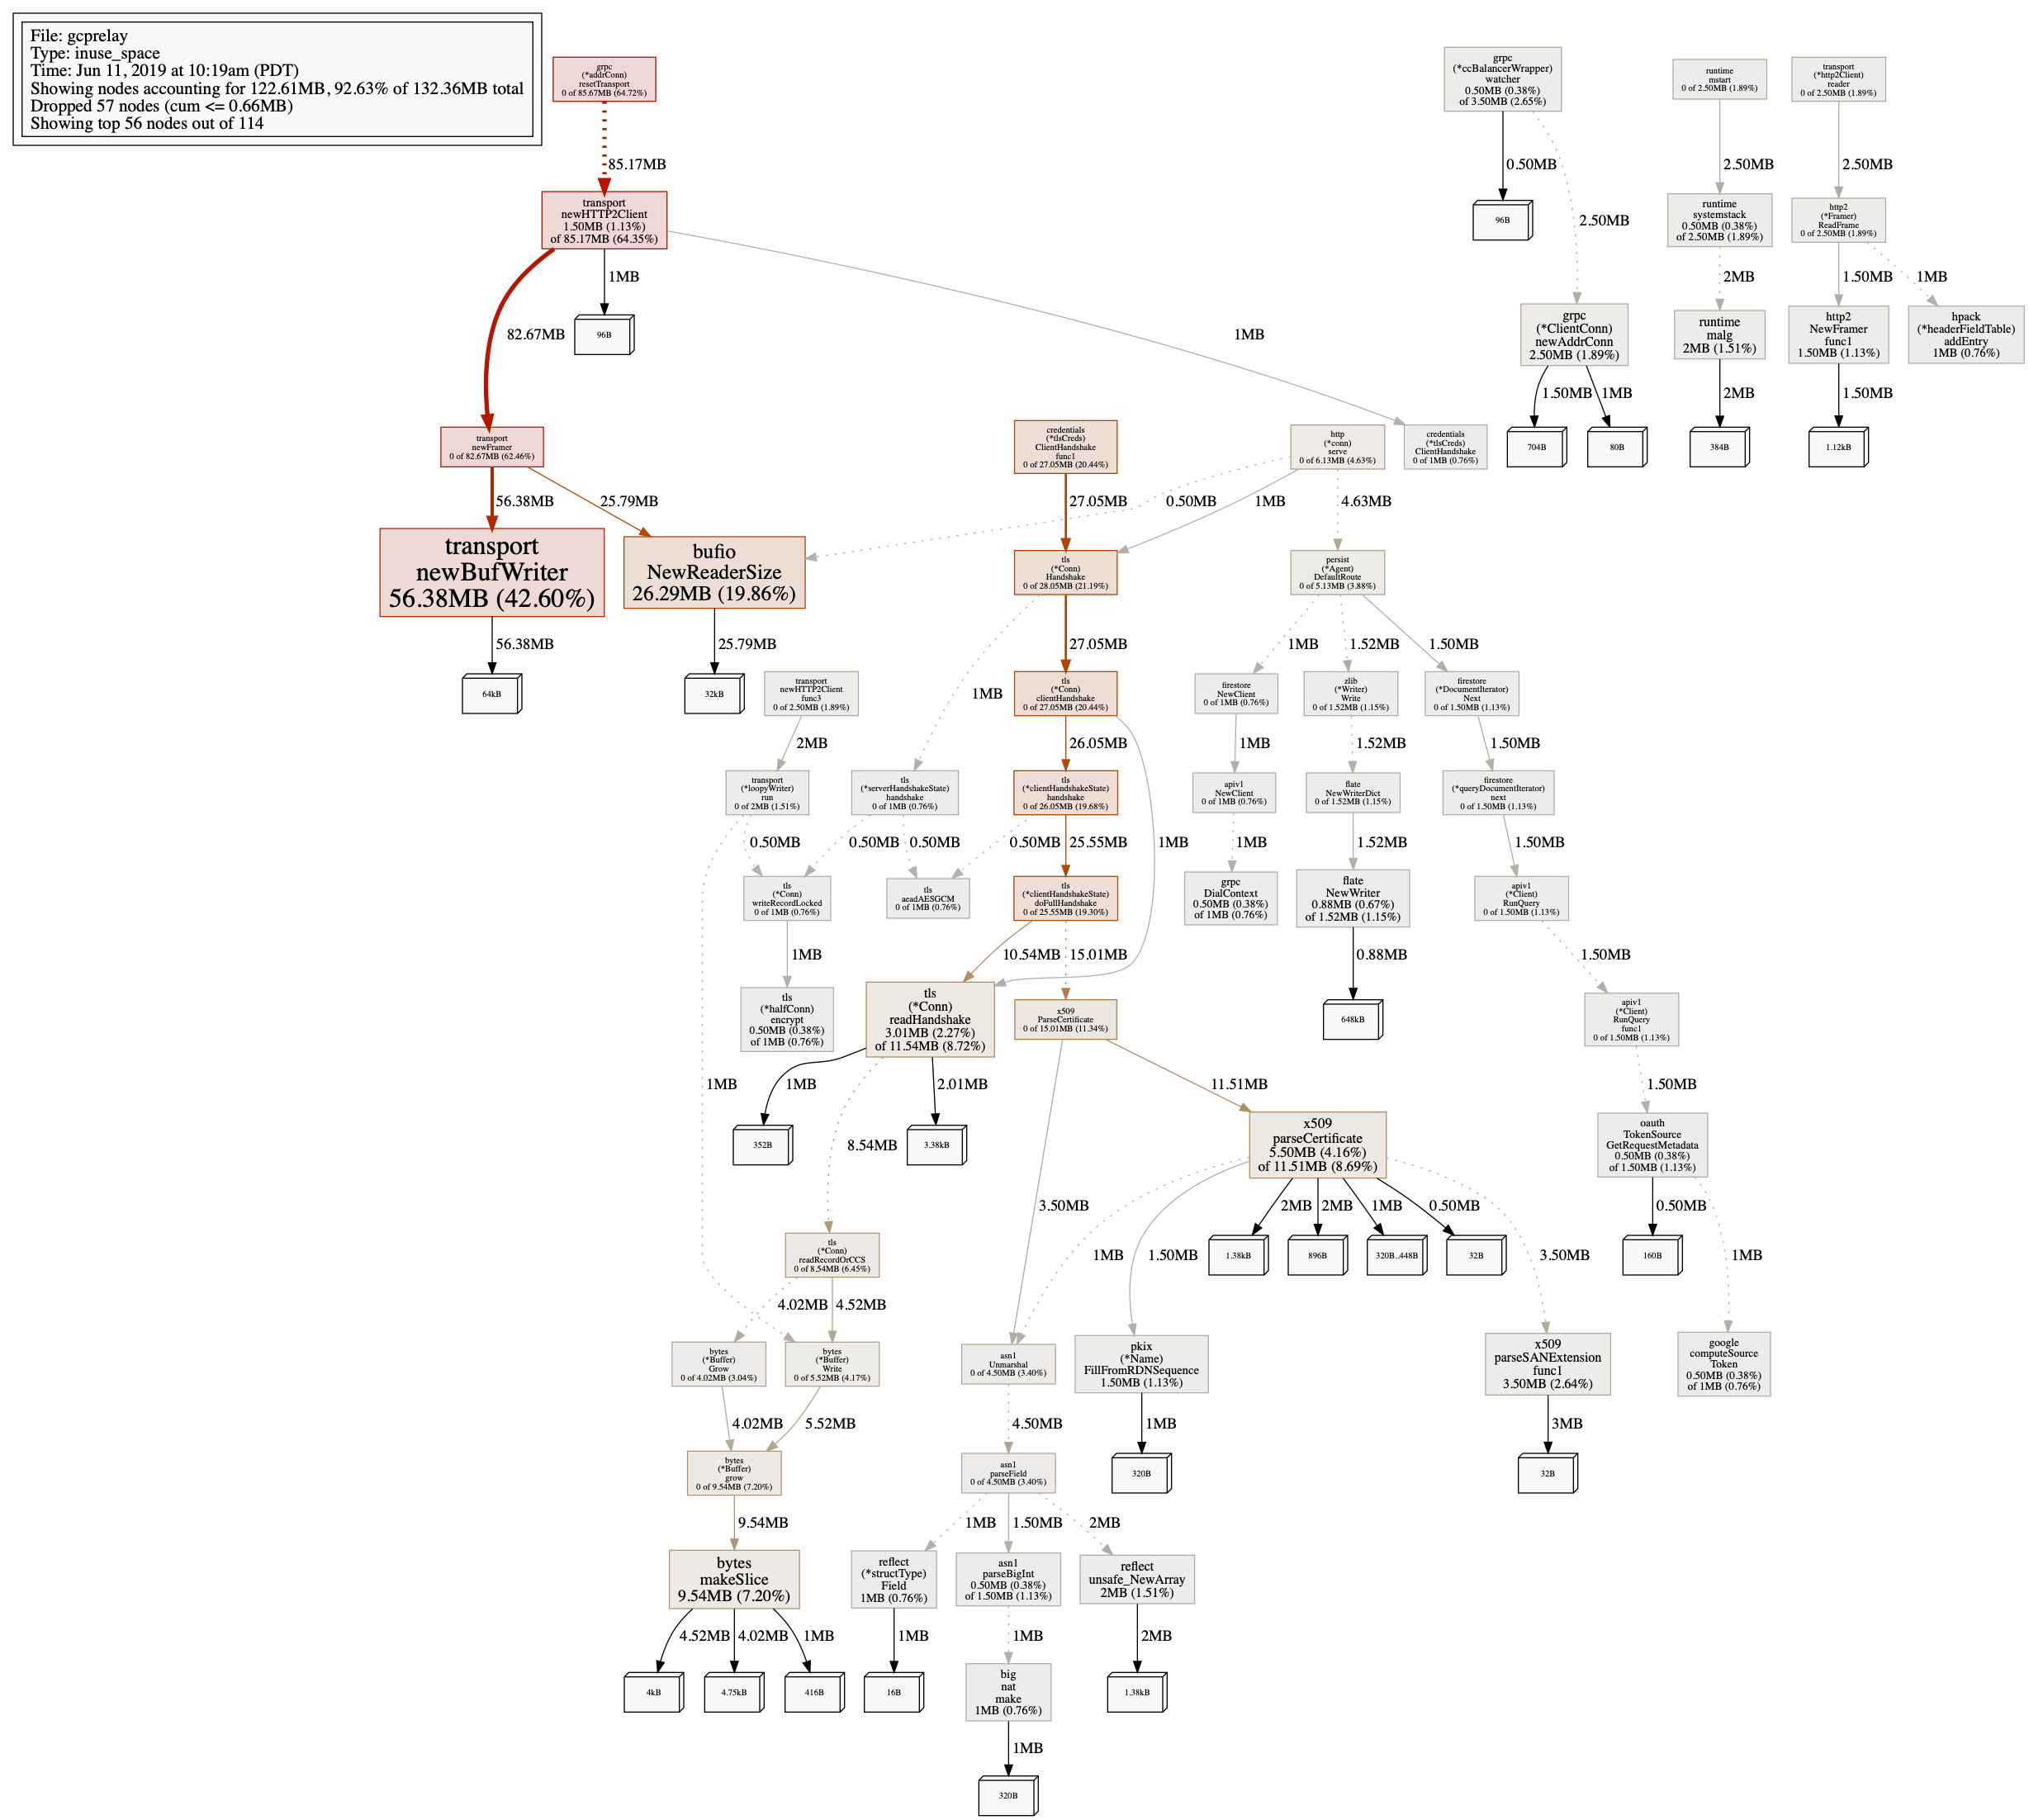 File: gcprelay
Type: inuse_space
Time: Jun 11, 2019 at 10:19am (PDT)
Showing nodes accounting for 122.61MB, 92.63% of 132.36MB total
Dropped 57 nodes (cum <= 0.66MB)
Showing top 56 nodes out of 114
grpc
(*addrConn)
resetTransport
0 of 85.67MB (64.72%)
grpc
(*ccBalancerWrapper)
watcher
0.50MB (0.38%)
of 3.50MB (2.65%)
runtime
mstart
0 of 2.50MB (1.89%)
transport
(*http2Client)
reader
0 of 2.50MB (1.89%)
85.17MB
0.50MB
2.50MB
2.50MB
2.50MB
transport
newHTTP2Client
1.50MB (1.13%)
of 85.17MB (64.35%)
96B
runtime
systemstack
0.50MB (0.38%)
of 2.50MB (1.89%)
http2
(*Framer)
ReadFrame
0 of 2.50MB (1.89%)
82.67MB
1MB
1MB
2MB
1.50MB
1MB
96B
grpc
(*ClientConn)
newAddrConn
2.50MB (1.89%)
runtime
malg
2MB (1.51%)
http2
NewFramer
func1
1.50MB (1.13%)
hpack
(*headerFieldTable)
addEntry
1MB (0.76%)
1.50MB
1MB
2MB
1.50MB
transport
newFramer
0 of 82.67MB (62.46%)
credentials
(*tlsCreds)
ClientHandshake
func1
0 of 27.05MB (20.44%)
http
(*conn)
serve
0 of 6.13MB (4.63%)
credentials
(*tlsCreds)
ClientHandshake
0 of 1MB (0.76%)
704B
80B
384B
1.12kB
56.38MB
25.79MB
27.05MB
0.50MB
1MB
4.63MB
transport
newBufWriter
56.38MB (42.60%)
bufio
NewReaderSize
26.29MB (19.86%)
tls
(*Conn)
Handshake
0 of 28.05MB (21.19%)
persist
(*Agent)
DefaultRoute
0 of 5.13MB (3.88%)
56.38MB
25.79MB
1MB
27.05MB
1MB
1.52MB
1.50MB
64kB
32kB
transport
newHTTP2Client
func3
0 of 2.50MB (1.89%)
tls
(*Conn)
clientHandshake
0 of 27.05MB (20.44%)
firestore
NewClient
0 of 1MB (0.76%)
zlib
(*Writer)
Write
0 of 1.52MB (1.15%)
firestore
(*DocumentIterator)
Next
0 of 1.50MB (1.13%)
2MB
26.05MB
1MB
1.52MB
1.50MB
transport
(*loopyWriter)
run
0 of 2MB (1.51%)
tls
(*serverHandshakeState)
handshake
0 of 1MB (0.76%)
tls
(*clientHandshakeState)
handshake
0 of 26.05MB (19.68%)
apiv1
NewClient
0 of 1MB (0.76%)
flate
NewWriterDict
0 of 1.52MB (1.15%)
firestore
(*queryDocumentIterator)
next
0 of 1.50MB (1.13%)
0.50MB
0.50MB
0.50MB
0.50MB
25.55MB
1MB
1MB
1.52MB
1.50MB
tls
(*Conn)
writeRecordLocked
0 of 1MB (0.76%)
tls
aeadAESGCM
0 of 1MB (0.76%)
tls
(*clientHandshakeState)
doFullHandshake
0 of 25.55MB (19.30%)
grpc
DialContext
0.50MB (0.38%)
of 1MB (0.76%)
flate
NewWriter
0.88MB (0.67%)
of 1.52MB (1.15%)
apiv1
(*Client)
RunQuery
0 of 1.50MB (1.13%)
1MB
10.54MB
15.01MB
0.88MB
1.50MB
tls
(*halfConn)
encrypt
0.50MB (0.38%)
of 1MB (0.76%)
tls
(*Conn)
readHandshake
3.01MB (2.27%)
of 11.54MB (8.72%)
x509
ParseCertificate
0 of 15.01MB (11.34%)
648kB
apiv1
(*Client)
RunQuery
func1
0 of 1.50MB (1.13%)
1MB
1MB
2.01MB
11.51MB
1.50MB
352B
8.54MB
3.38kB
x509
parseCertificate
5.50MB (4.16%)
of 11.51MB (8.69%)
oauth
TokenSource
GetRequestMetadata
0.50MB (0.38%)
of 1.50MB (1.13%)
3.50MB
2MB
2MB
1MB
0.50MB
0.50MB
tls
(*Conn)
readRecordOrCCS
0 of 8.54MB (6.45%)
1MB
1.50MB
1.38kB
896B
320B..448B
32B
3.50MB
160B
1MB
4.02MB
4.52MB
bytes
(*Buffer)
Grow
0 of 4.02MB (3.04%)
bytes
(*Buffer)
Write
0 of 5.52MB (4.17%)
asn1
Unmarshal
0 of 4.50MB (3.40%)
pkix
(*Name)
FillFromRDNSequence
1.50MB (1.13%)
x509
parseSANExtension
func1
3.50MB (2.64%)
google
computeSource
Token
0.50MB (0.38%)
of 1MB (0.76%)
4.02MB
5.52MB
4.50MB
1MB
3MB
bytes
(*Buffer)
grow
0 of 9.54MB (7.20%)
asn1
parseField
0 of 4.50MB (3.40%)
320B
32B
9.54MB
1MB
1.50MB
2MB
bytes
makeSlice
9.54MB (7.20%)
reflect
(*structType)
Field
1MB (0.76%)
asn1
parseBigInt
0.50MB (0.38%)
of 1.50MB (1.13%)
reflect
unsafe_NewArray
2MB (1.51%)
4.52MB
4.02MB
1MB
1MB
1MB
2MB
4kB
4.75kB
416B
16B
big
nat
make
1MB (0.76%)
1.38kB
1MB
320B